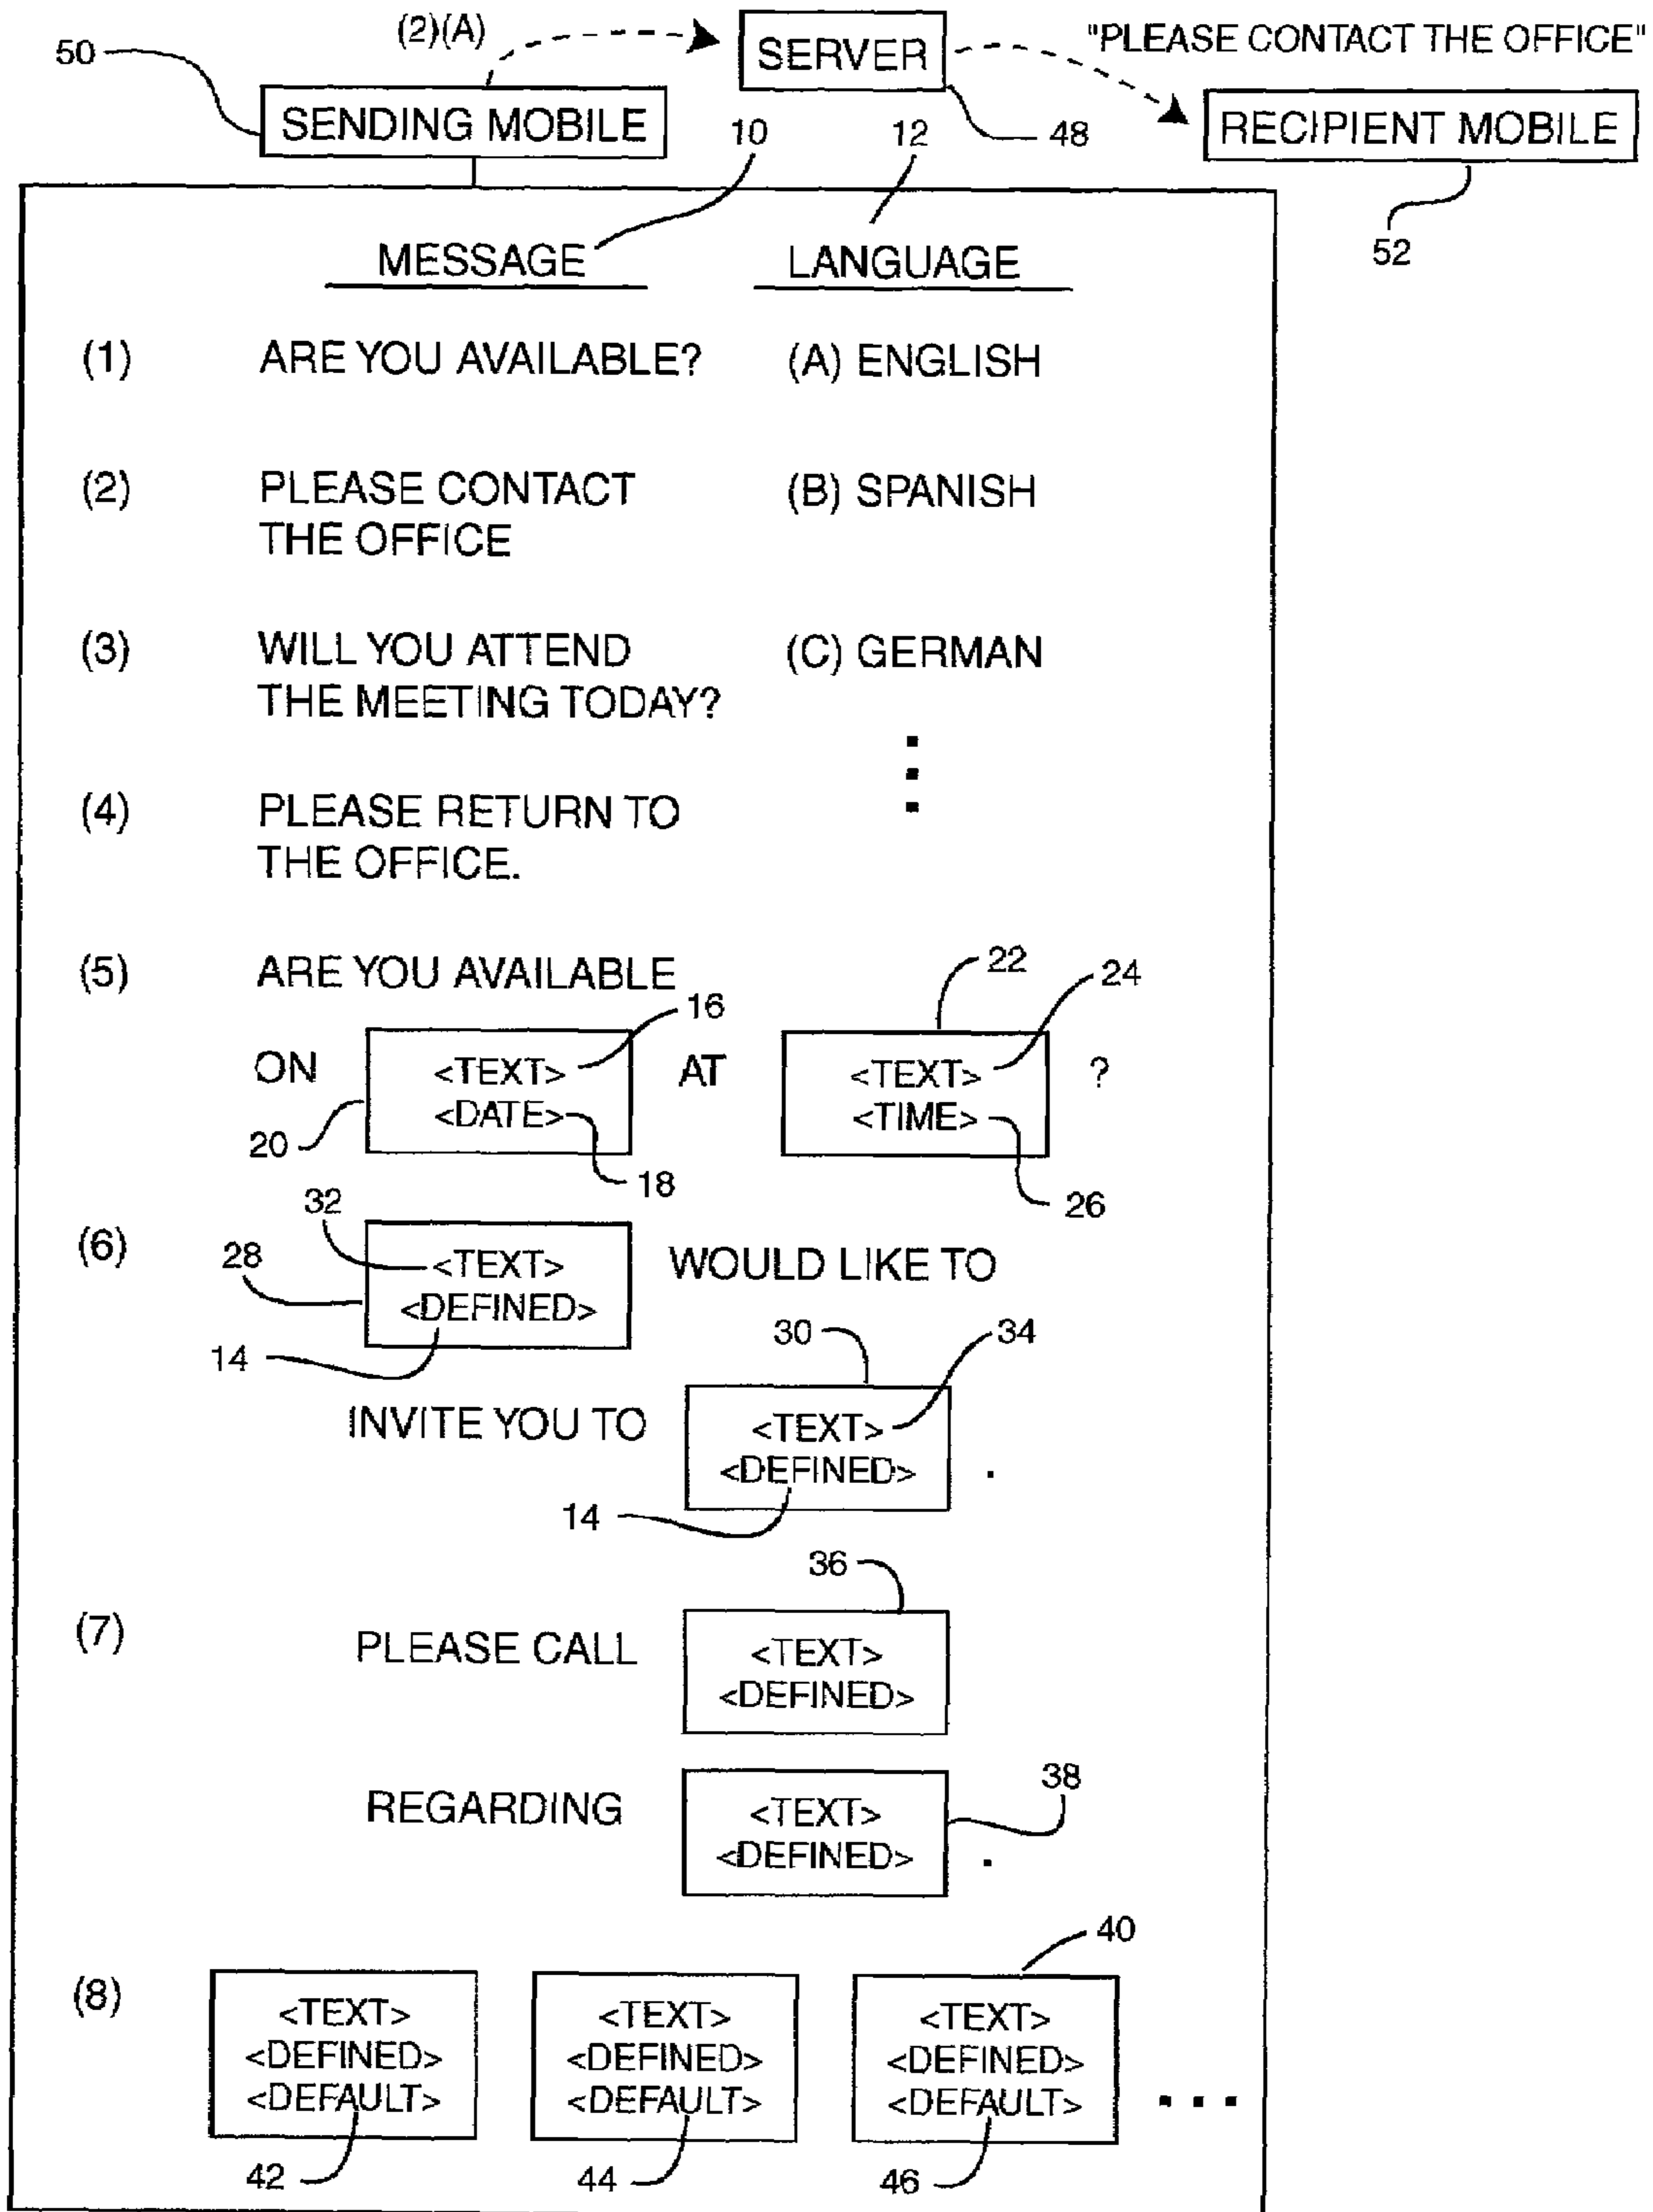 50
(2)(A)
SERVER
"PLEASE CONTACT THE OFFICE"
SENDING MOBILE
10
12
48
RECIPIENT MOBILE
52
MESSAGE
LANGUAGE
(1) ARE YOU AVAILABLE? (A) ENGLISH
(2) PLEASE CONTACT (B) SPANISH
THE OFFICE
(3) WILL YOU ATTEND (C) GERMAN
THE MEETING TODAY?
(4) PLEASE RETURN TO
THE OFFICE.
(5) ARE YOU AVAILABLE
22
24
16
ON <TEXT> AT <TEXT> ?
<DATE> <TIME>
20
18
26
32
(6) <TEXT> WOULD LIKE TO
28
<DEFINED>
14
30
34
INVITE YOU TO <TEXT>
<DEFINED> .
14
36
(7) PLEASE CALL <TEXT>
<DEFINED>
38
REGARDING <TEXT>
<DEFINED> .
40
(8) <TEXT> <TEXT> <TEXT>
<DEFINED> <DEFINED> <DEFINED>
<DEFAULT> <DEFAULT> <DEFAULT> ...
42 44 46